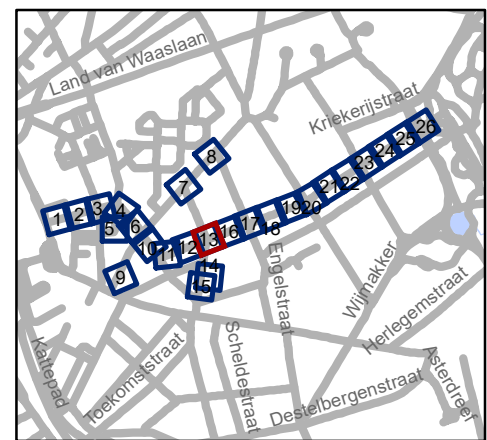 Land van Waaslaan
Kriekerijstraat
26
25
24
23
22
21
20
19
8
7
1
2
3
4
5
6
10
11
12
13
16
17
18
9
14
15
Engelstraat
Wijmakker
Herlegemstraat
Kattepad
Toekomststraat
Scheldestraat
Destelbergenstraat
Asterdreef